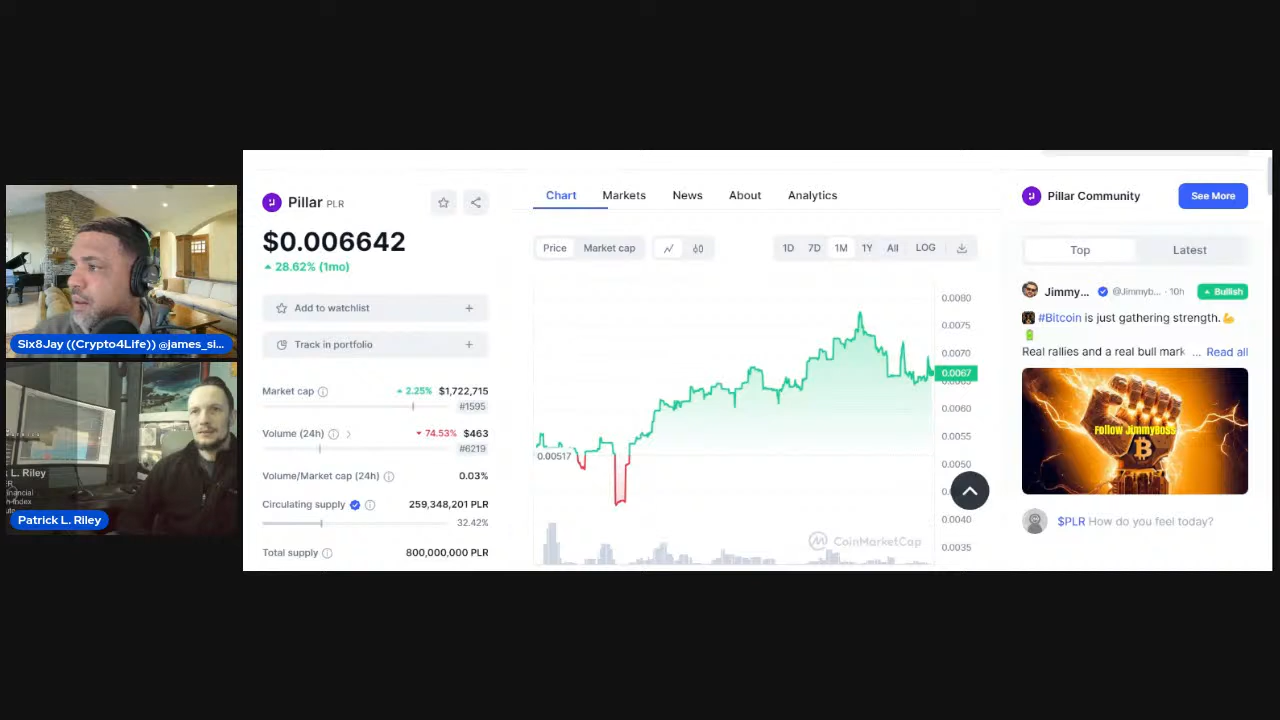 Six8Jay ((Crypto4Life)) @james_si...
L. Riley
Patrick L. Riley
Pillar PLR
$0.006642
28.62% (1mo)
Add to watchlist +
Track in portfolio +
Market cap 2.25% $1,722,715
#1595
Volume (24h) 74.53% $463
#6219
Volume/Market cap (24h) 0.03%
Circulating supply 259,348,201 PLR
32.42%
Total supply 800,000,000 PLR
Chart Markets News About Analytics
Price Market cap
1D 7D 1M 1Y All LOG
0.0080
0.0075
0.0070
0.0067
0.0060
0.0055
0.00517
0.0050
0.0040
0.0035
CoinMarketCap
Pillar Community
See More
Top Latest
Jimmy... @Jimmyb... · 10h Bullish
#Bitcoin is just gathering strength.
Real rallies and a real bull mark ... Read all
Follow JimmyBoss
$PLR How do you feel today?